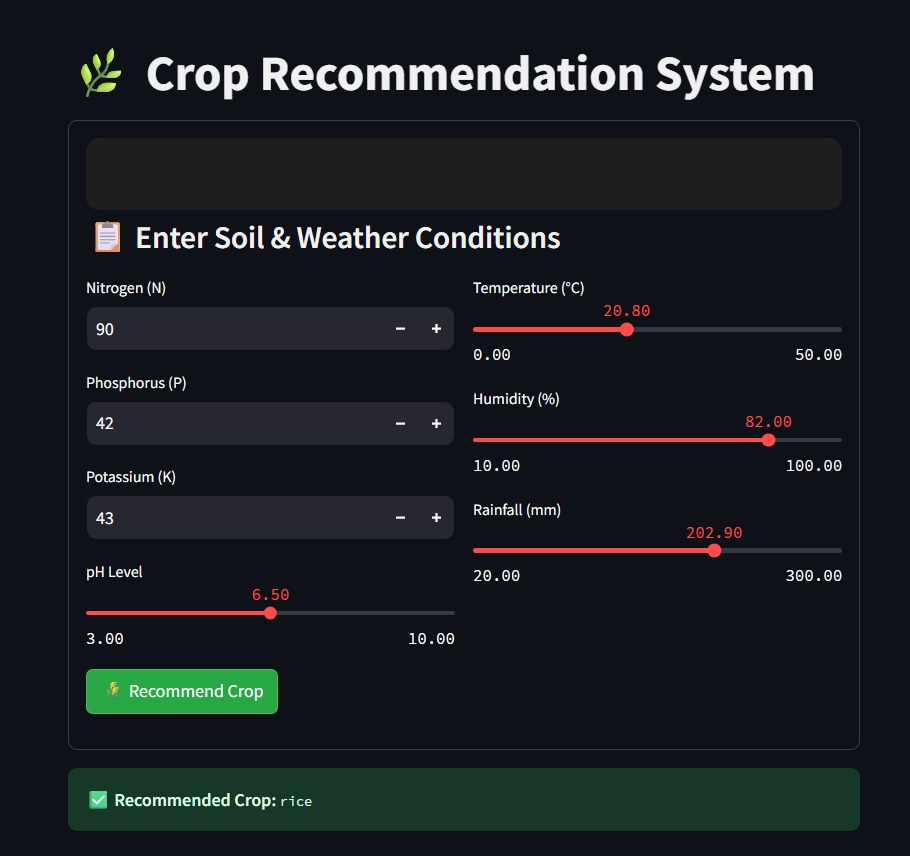 Crop Recommendation System
Enter Soil & Weather Conditions
Nitrogen (N)
90
− +
Phosphorus (P)
42
− +
Potassium (K)
43
− +
pH Level
6.50
3.00 10.00
Temperature (°C)
20.80
0.00 50.00
Humidity (%)
82.00
10.00 100.00
Rainfall (mm)
202.90
20.00 300.00
Recommend Crop
Recommended Crop: rice